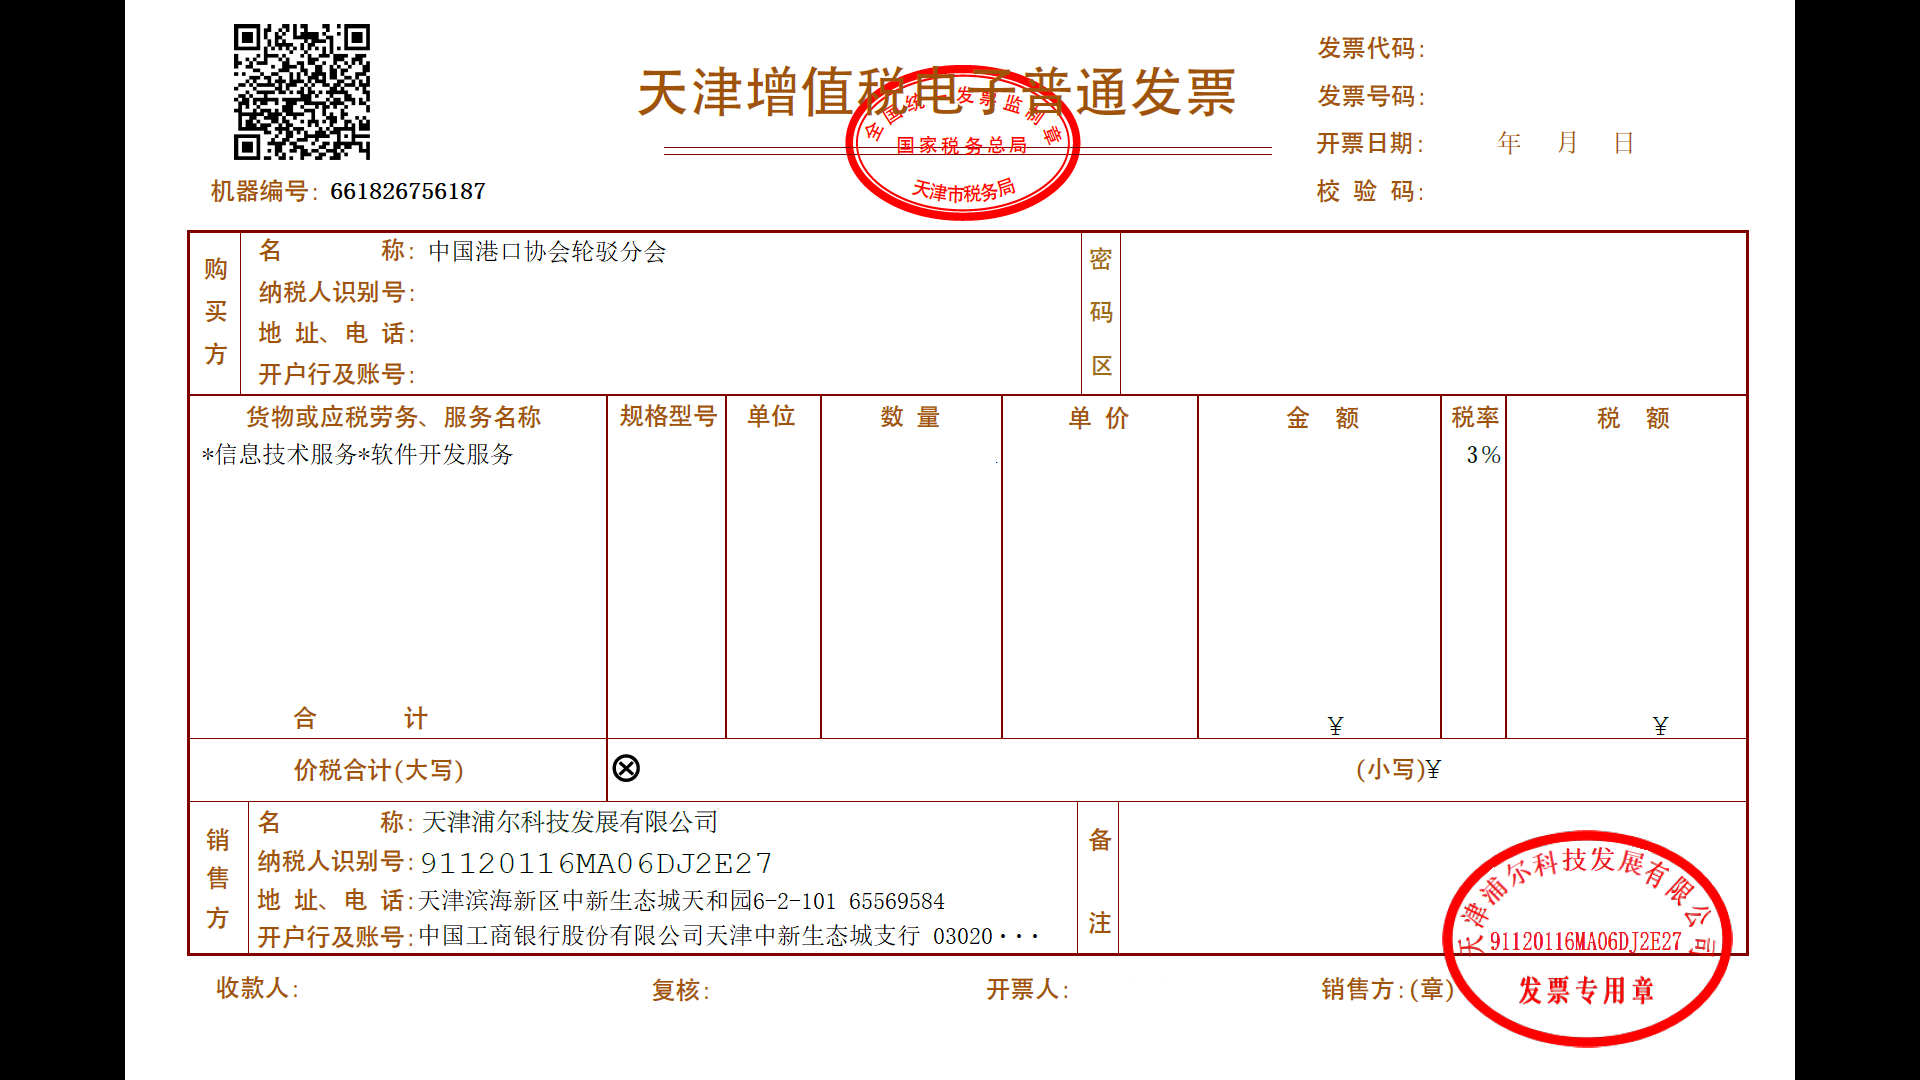 天津增值税电子普通发票
全国统一发票监制章
国家税务总局
天津市税务局
机器编号: 661826756187
发票代码:
发票号码:
开票日期: 年 月 日
校 验 码:
购买方
名 称: 中国港口协会轮驳分会
纳税人识别号:
地 址、电 话:
开户行及账号:
密码区
货物或应税劳务、服务名称 规格型号 单位 数 量 单 价 金 额 税率 税 额
*信息技术服务*软件开发服务 3%
合 计 ¥ ¥
价税合计(大写) ⊗ (小写)¥
销售方
名 称: 天津浦尔科技发展有限公司
纳税人识别号: 91120116MA06DJ2E27
地 址、电 话: 天津滨海新区中新生态城天和园6-2-101 65569584
开户行及账号: 中国工商银行股份有限公司天津中新生态城支行 03020···
备注
天津浦尔科技发展有限公司
91120116MA06DJ2E27
发票专用章
收款人: 复核: 开票人: 销售方:(章)